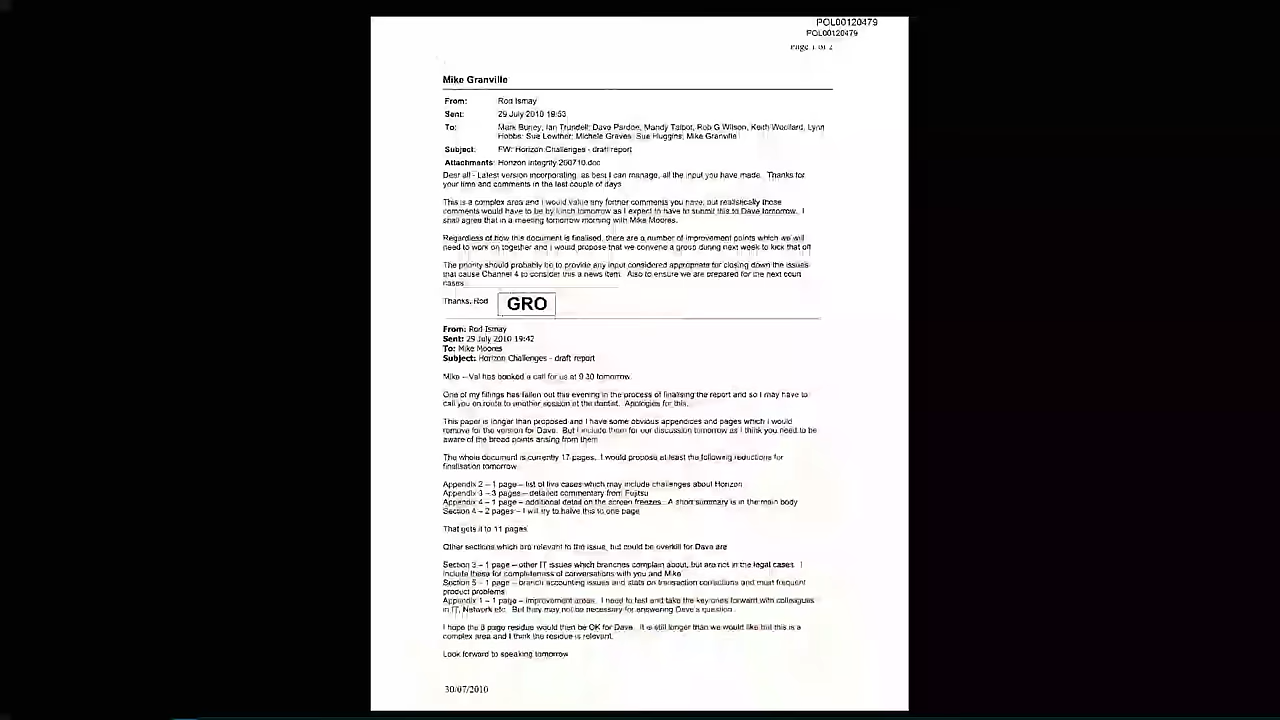 POL00120479
POL00120479
Page 1 of 2
Mike Granville
From: Rod Ismay
Sent: 29 July 2010 19:53
To: Mark Burley; Ian Trundell; Dave Pardoe; Mandy Talbot; Rob G Wilson; Keith Woollard; Lynn
Hobbs; Sue Lowther; Michele Graves; Sue Huggins; Mike Granville
Subject: FW: Horizon Challenges - draft report
Attachments: Horizon Integrity 260710.doc
Dear all - Latest version incorporating, as best I can manage, all the input you have made. Thanks for
your time and comments in the last couple of days
This is a complex area and I would value any further comments you have, but realistically those
comments would have to be by lunch tomorrow as I expect to have to submit this to Dave tomorrow. I
shall agree that in a meeting tomorrow morning with Mike Moores.
Regardless of how this document is finalised, there are a number of improvement points which we will
need to work on together and I would propose that we convene a group during next week to kick that off
The priority should probably be to provide any input considered appropriate for closing down the issues
that cause Channel 4 to consider this a news item. Also to ensure we are prepared for the next court
cases
Thanks, Rod GRO
From: Rod Ismay
Sent: 29 July 2010 19:42
To: Mike Moores
Subject: Horizon Challenges - draft report
Mike – Val has booked a call for us at 9:30 tomorrow.
One of my fillings has fallen out this evening in the process of finalising the report and so I may have to
call you en route to another session at the dentist. Apologies for this.
This paper is longer than proposed and I have some obvious appendices and pages which I would
remove for the version for Dave. But I include them for our discussion tomorrow as I think you need to be
aware of the broad points arising from them
The whole document is currently 17 pages. I would propose at least the following reductions for
finalisation tomorrow
Appendix 2 – 1 page – list of live cases which may include challenges about Horizon
Appendix 3 – 3 pages – detailed commentary from Fujitsu
Appendix 4 – 1 page – additional detail on the screen freezes. A short summary is in the main body
Section 4 – 2 pages – I will try to halve this to one page
That gets it to 11 pages
Other sections which are relevant to the issue, but could be overkill for Dave are
Section 3 – 1 page – other IT issues which branches complain about, but are not in the legal cases. I
include these for completeness of conversations with you and Mike
Section 5 – 1 page – branch accounting issues and stats on transaction corrections and most frequent
product problems
Appendix 1 – 1 page – improvement areas. I need to test and take the key ones forward with colleagues
in IT, Network etc. But they may not be necessary for answering Dave's question
I hope the 8 page residue would then be OK for Dave. It is still longer than we would like but this is a
complex area and I think the residue is relevant.
Look forward to speaking tomorrow
30/07/2010